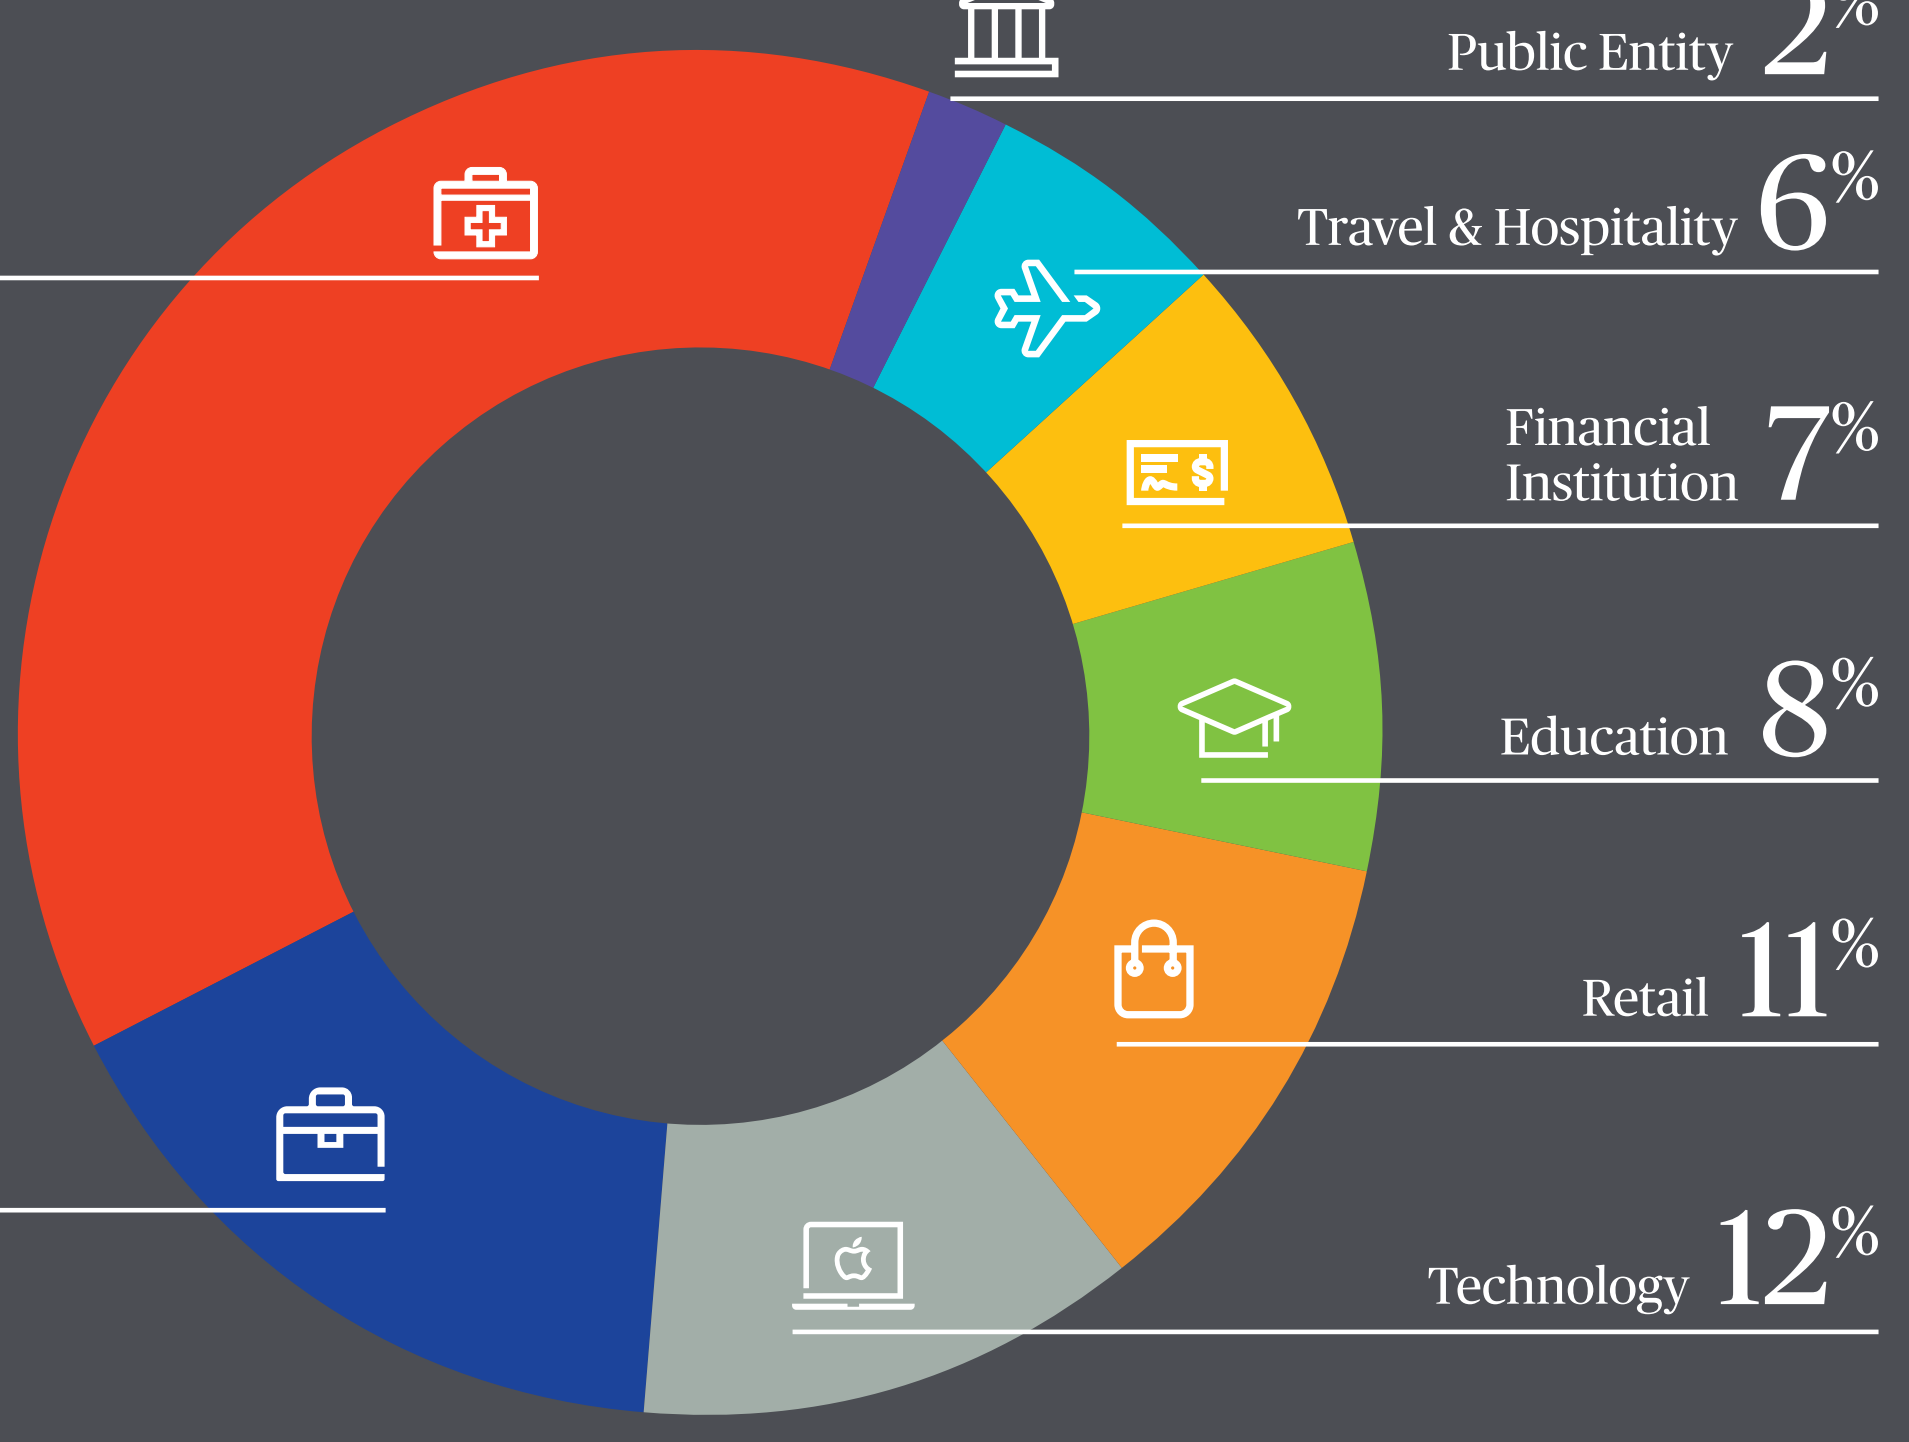 Public Entity 2%
Travel & Hospitality 6%
Financial
Institution 7%
Education 8%
Retail 11%
Technology 12%